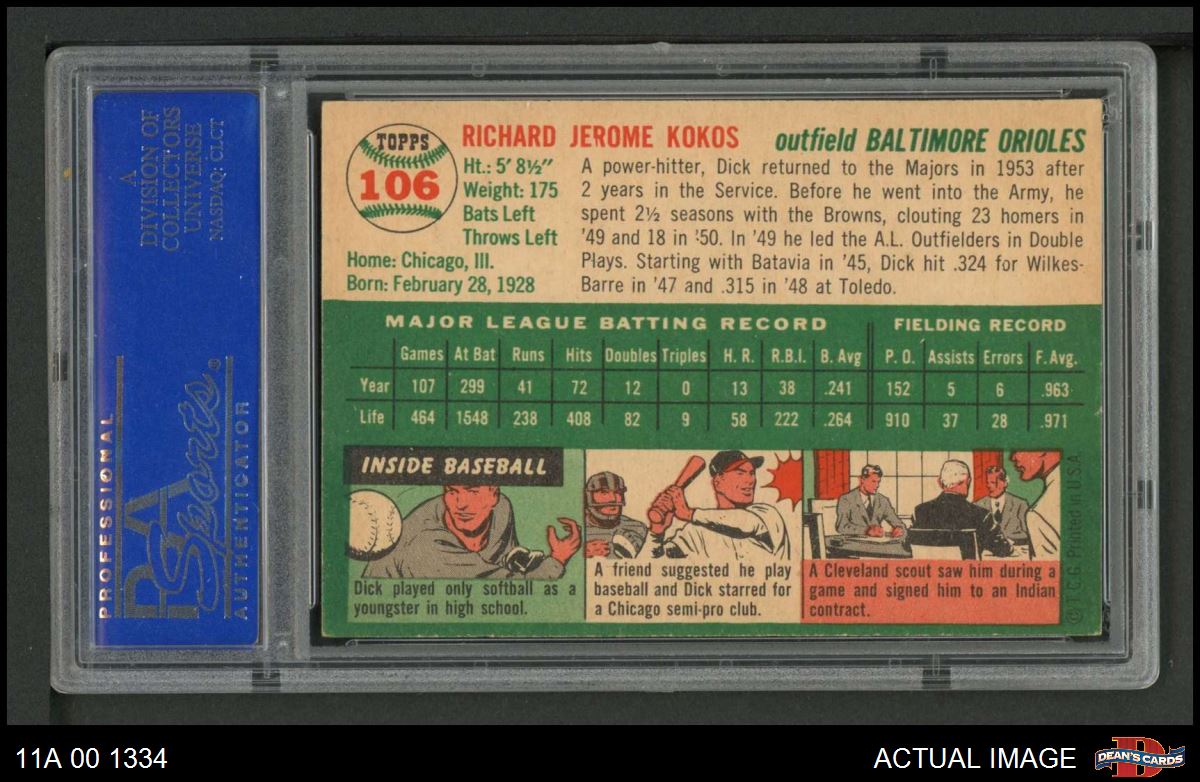 A
DIVISION OF
COLLECTORS
UNIVERSE
NASDAQ: CLCT
PROFESSIONAL
PSA
Sports®
AUTHENTICATOR
TOPPS
106
RICHARD JEROME KOKOS
outfield BALTIMORE ORIOLES
Ht.: 5' 8½"
Weight: 175
Bats Left
Throws Left
Home: Chicago, Ill.
Born: February 28, 1928
A power-hitter, Dick returned to the Majors in 1953 after
2 years in the Service. Before he went into the Army, he
spent 2½ seasons with the Browns, clouting 23 homers in
'49 and 18 in '50. In '49 he led the A.L. Outfielders in Double
Plays. Starting with Batavia in '45, Dick hit .324 for Wilkes-
Barre in '47 and .315 in '48 at Toledo.
MAJOR LEAGUE BATTING RECORD FIELDING RECORD
Games At Bat Runs Hits Doubles Triples H. R. R.B.I. B. Avg P. O. Assists Errors F. Avg.
Year 107 299 41 72 12 0 13 38 .241 152 5 6 .963
Life 464 1548 238 408 82 9 58 222 .264 910 37 28 .971
INSIDE BASEBALL
Dick played only softball as a
youngster in high school.
A friend suggested he play
baseball and Dick starred for
a Chicago semi-pro club.
A Cleveland scout saw him during a
game and signed him to an Indian
contract.
© T.C.G. Printed in U.S.A.
11A 00 1334
ACTUAL IMAGE
DEAN'S CARDS